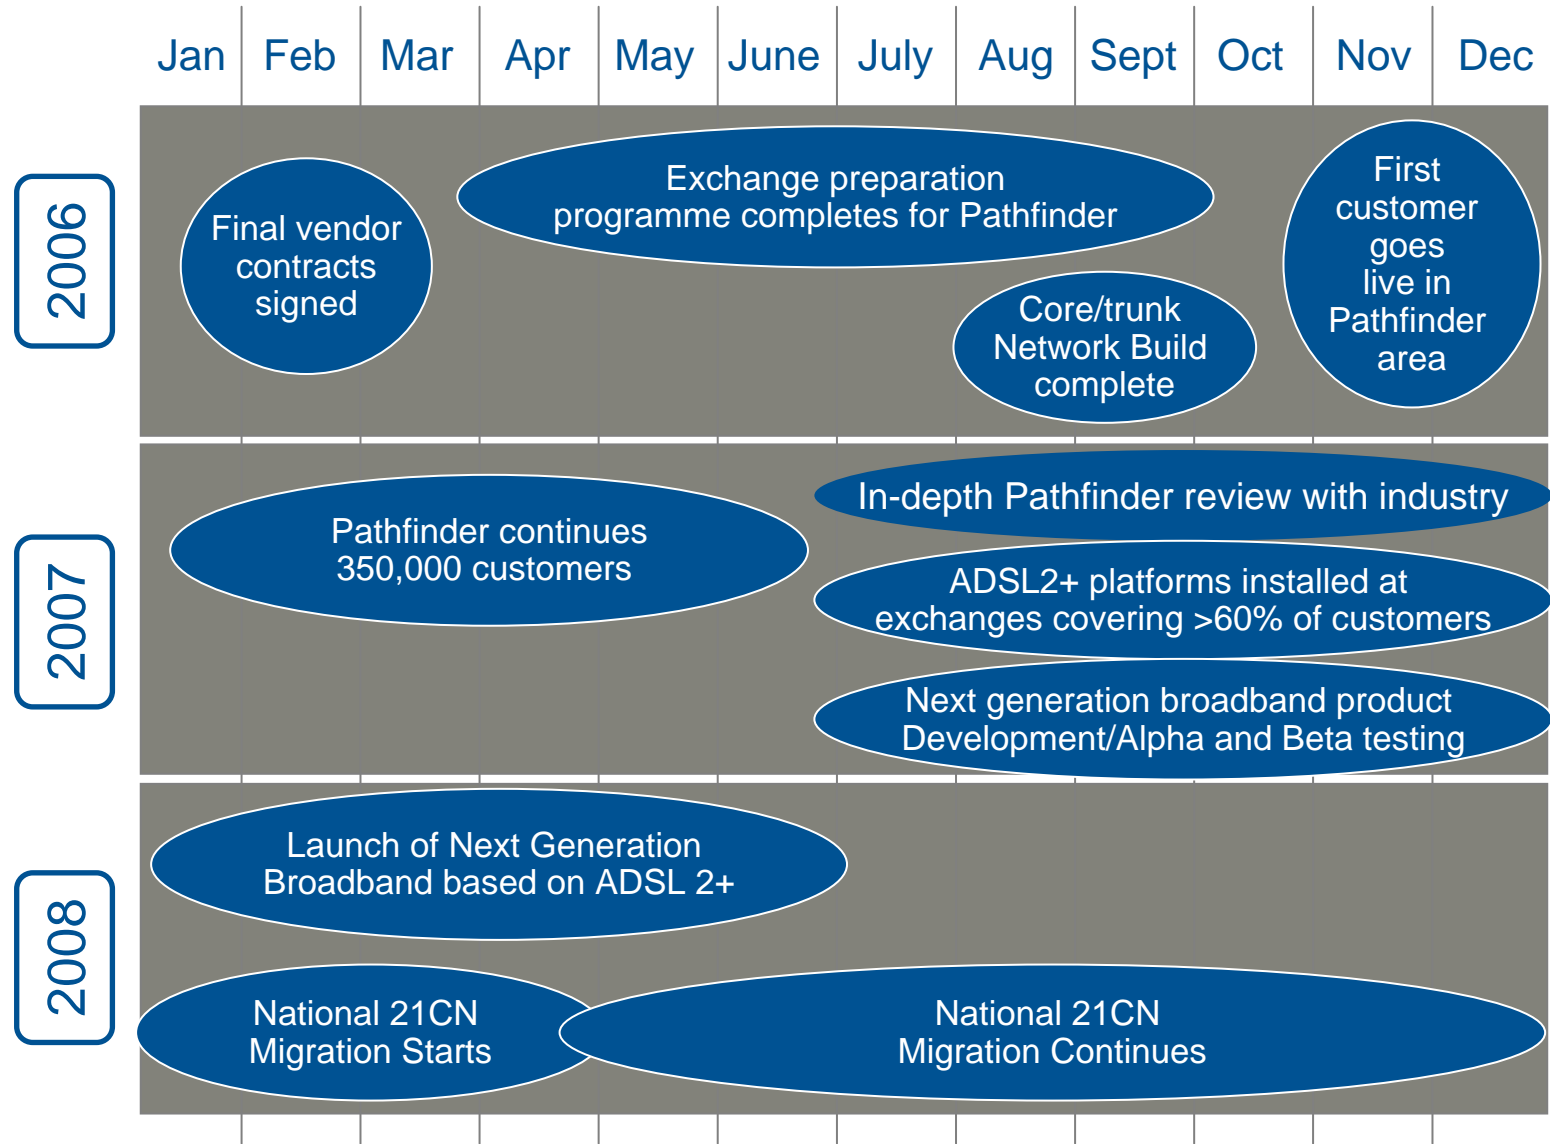 Jan Feb Mar Apr May June July Aug Sept Oct Nov Dec
2006
Final vendor
contracts
signed
Exchange preparation
programme completes for Pathfinder
Core/trunk
Network Build
complete
First
customer
goes
live in
Pathfinder
area
2007
Pathfinder continues
350,000 customers
In-depth Pathfinder review with industry
ADSL2+ platforms installed at
exchanges covering >60% of customers
Next generation broadband product
Development/Alpha and Beta testing
2008
Launch of Next Generation
Broadband based on ADSL 2+
National 21CN
Migration Starts
National 21CN
Migration Continues